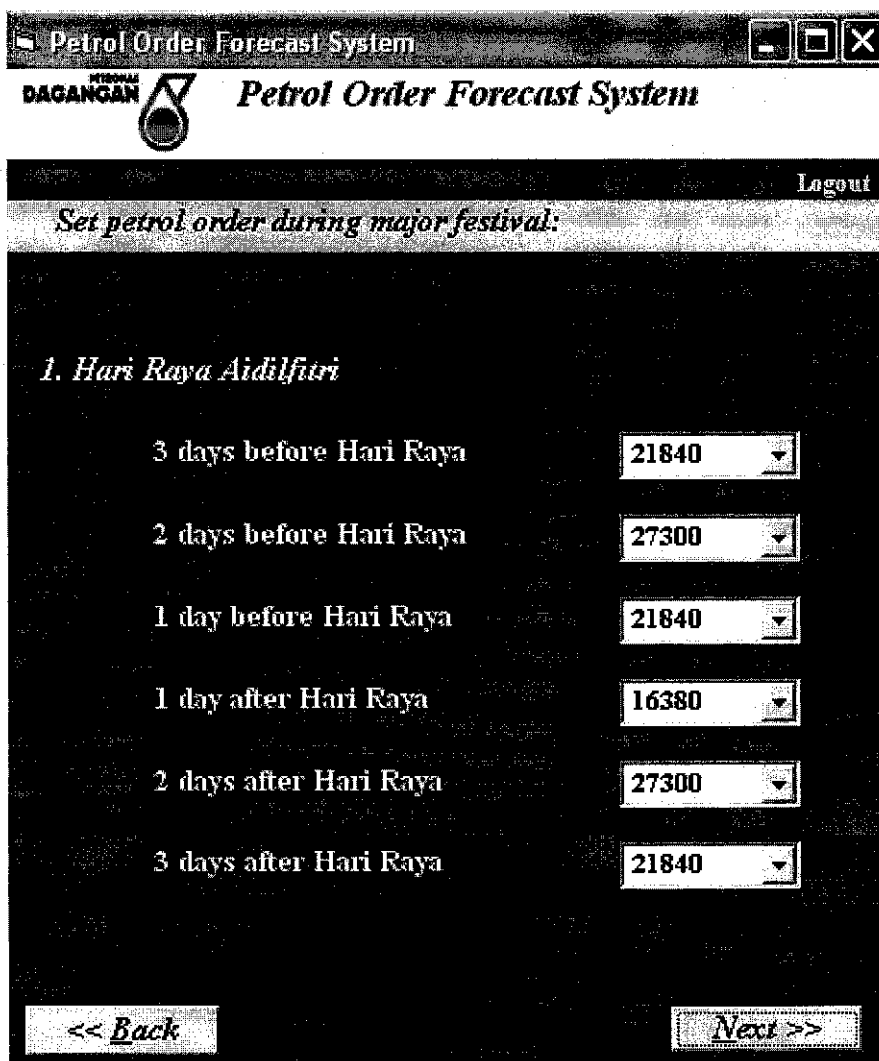 Petrol Order Forecast System
PETRONAS
DAGANGAN
Petrol Order Forecast System
Logout
Set petrol order during major festival:
1. Hari Raya Aidilfitri
3 days before Hari Raya 21840
2 days before Hari Raya 27300
1 day before Hari Raya 21840
1 day after Hari Raya 16380
2 days after Hari Raya 27300
3 days after Hari Raya 21840
<< Back Next >>